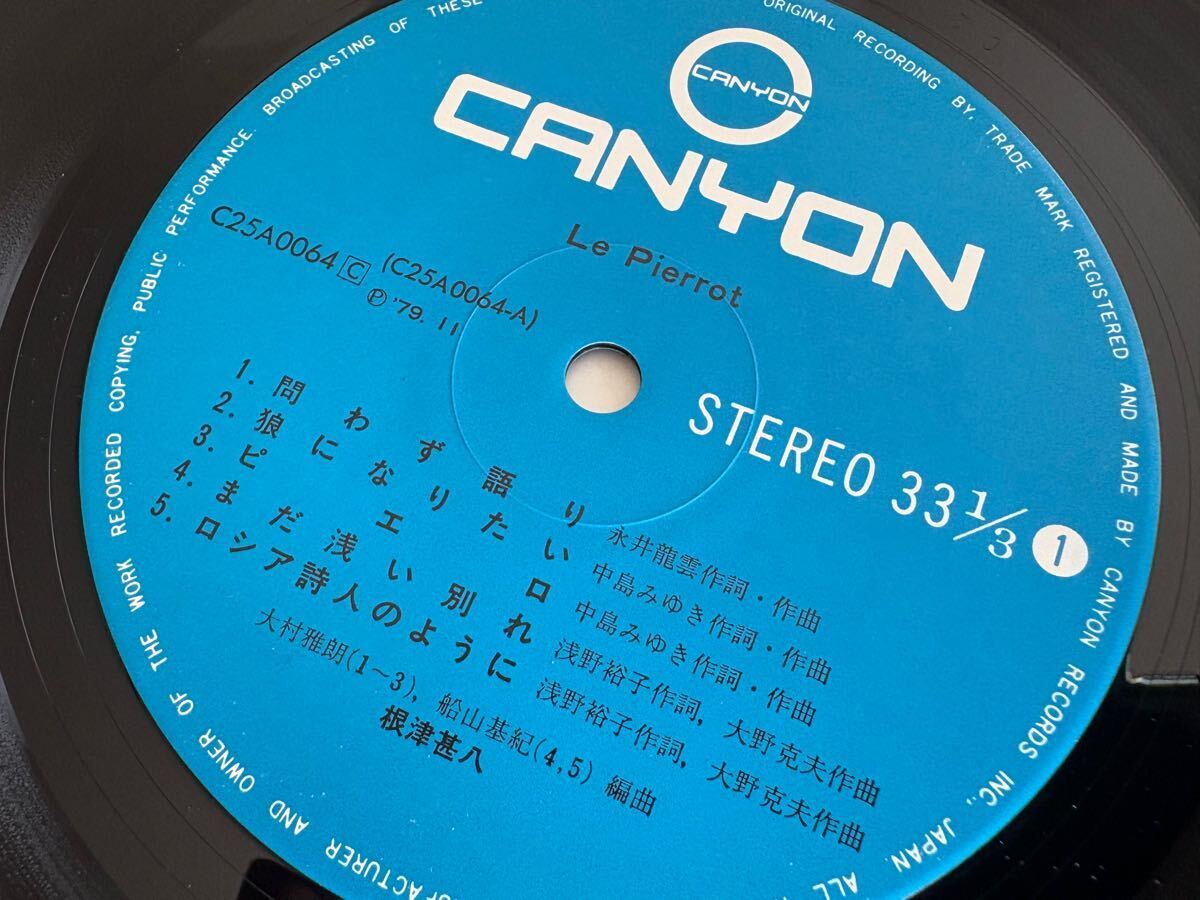 CANYON
CANYON
Le Pierrot
C25A0064 C (C25A0064-A)
Ⓟ '79. 11
STEREO 33 1/3 1
1. 問わず語り 永井龍雲作詞・作曲
2. 狼になりたい 中島みゆき作詞・作曲
3. ピエロ 中島みゆき作詞・作曲
4. まだ浅い別れ 浅野裕子作詞, 大野克夫作曲
5. ロシア詩人のように 浅野裕子作詞, 大野克夫作曲
大村雅朗(1~3), 船山基紀(4,5) 編曲
根津甚八
ORIGINAL RECORDING BY, TRADE MARK REGISTERED AND MADE BY CANYON RECORDS INC., JAPAN. ALL
AND OWNER OF THE WORK RECORDED COPYING, PUBLIC PERFORMANCE, BROADCASTING OF THESE